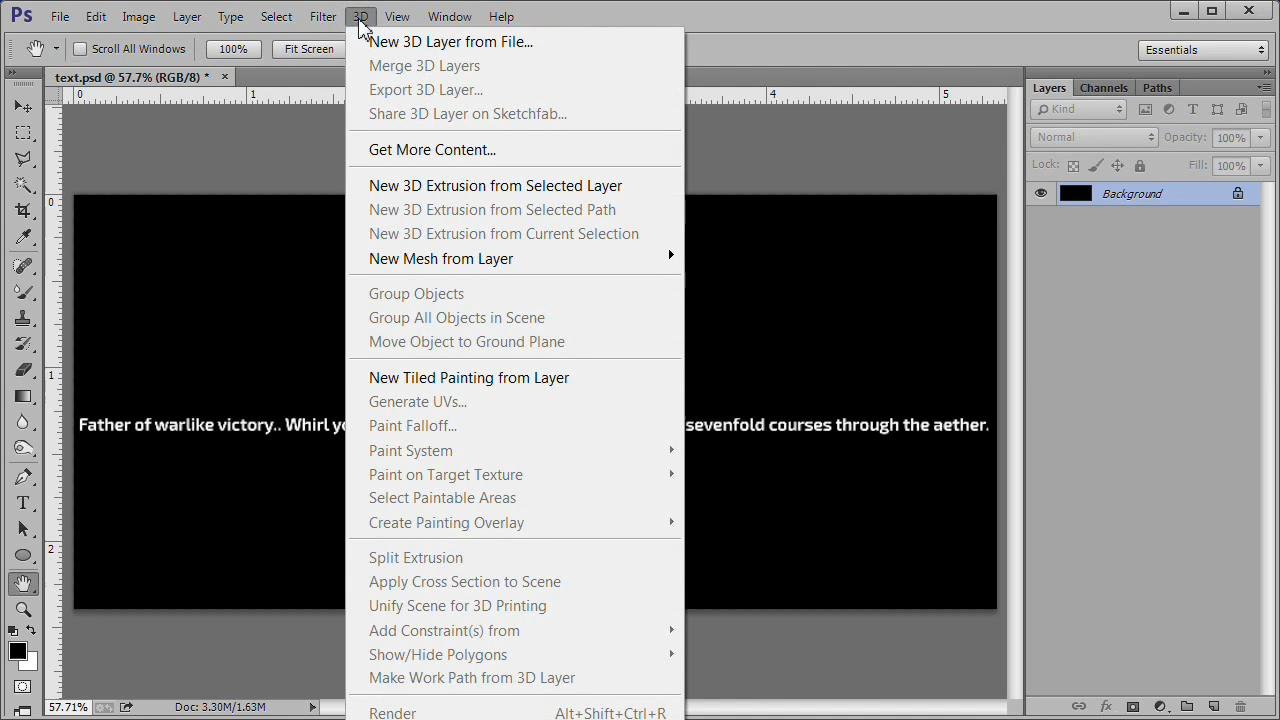 Ps File Edit Image Layer Type Select Filter 3D View Window Help
Scroll All Windows 100% Fit Screen Essentials
text.psd @ 57.7% (RGB/8) * ×
0 1 4 5
0
1
2
New 3D Layer from File...
Merge 3D Layers
Export 3D Layer...
Share 3D Layer on Sketchfab...
Get More Content...
New 3D Extrusion from Selected Layer
New 3D Extrusion from Selected Path
New 3D Extrusion from Current Selection
New Mesh from Layer
Group Objects
Group All Objects in Scene
Move Object to Ground Plane
New Tiled Painting from Layer
Generate UVs...
Paint Falloff...
Paint System
Paint on Target Texture
Select Paintable Areas
Create Painting Overlay
Split Extrusion
Apply Cross Section to Scene
Unify Scene for 3D Printing
Add Constraint(s) from
Show/Hide Polygons
Make Work Path from 3D Layer
Render Alt+Shift+Ctrl+R
Father of warlike victory.. Whirl sevenfold courses through the aether.
Layers Channels Paths
Kind
Normal Opacity: 100%
Lock: Fill: 100%
Background
fx
57.71% Doc: 3.30M/1.63M